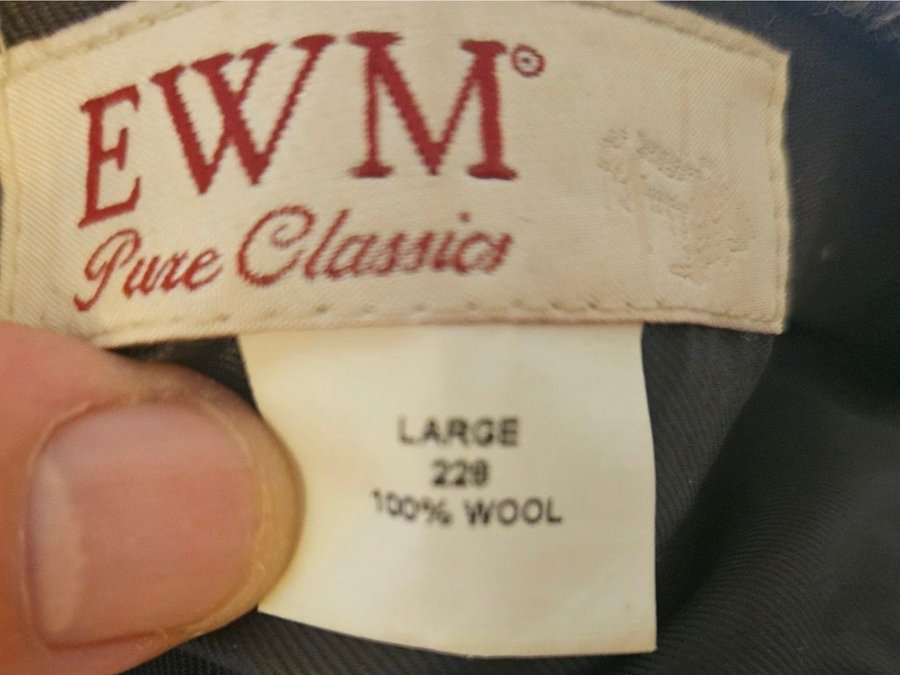 EWM®
Pure Classics
LARGE
228
100% WOOL